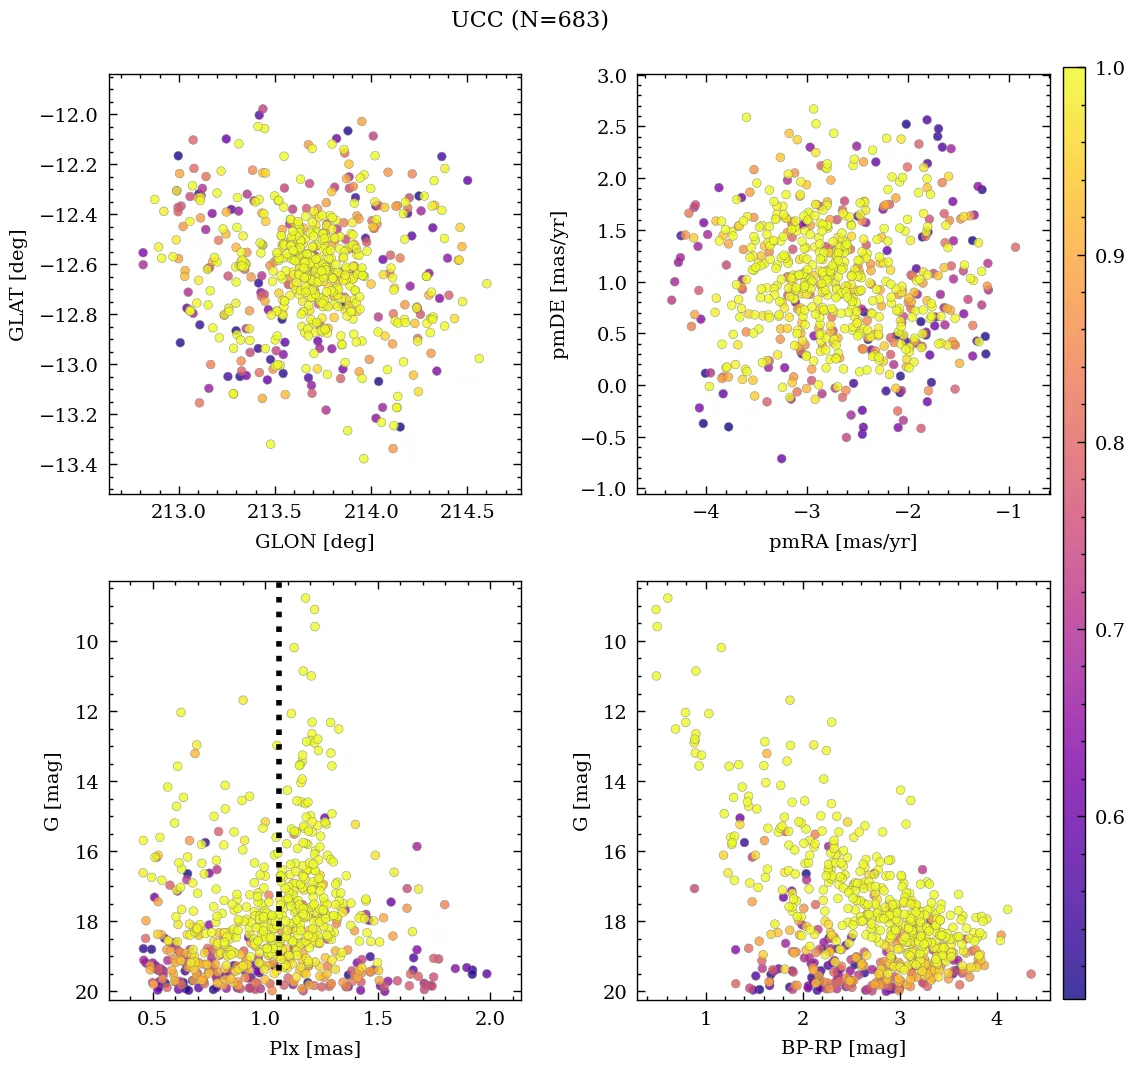 UCC (N=683)
−12.0
−12.2
−12.4
−12.6
−12.8
−13.0
−13.2
−13.4
GLAT [deg]
213.0 213.5 214.0 214.5
GLON [deg]
3.0
2.5
2.0
1.5
1.0
0.5
0.0
−0.5
−1.0
pmDE [mas/yr]
−4 −3 −2 −1
pmRA [mas/yr]
1.0
0.9
0.8
0.7
0.6
10
12
14
16
18
20
G [mag]
0.5 1.0 1.5 2.0
Plx [mas]
10
12
14
16
18
20
G [mag]
1 2 3 4
BP-RP [mag]